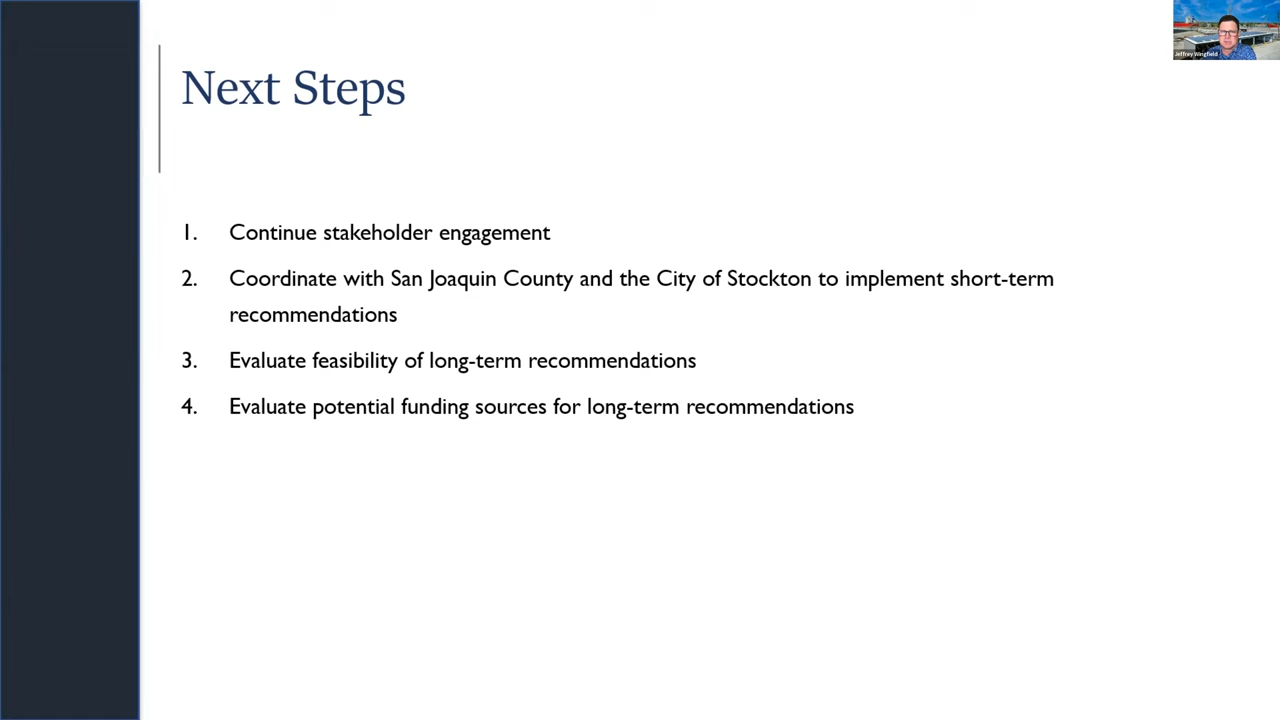 Jeffrey Wingfield
Next Steps
1. Continue stakeholder engagement
2. Coordinate with San Joaquin County and the City of Stockton to implement short-term
recommendations
3. Evaluate feasibility of long-term recommendations
4. Evaluate potential funding sources for long-term recommendations